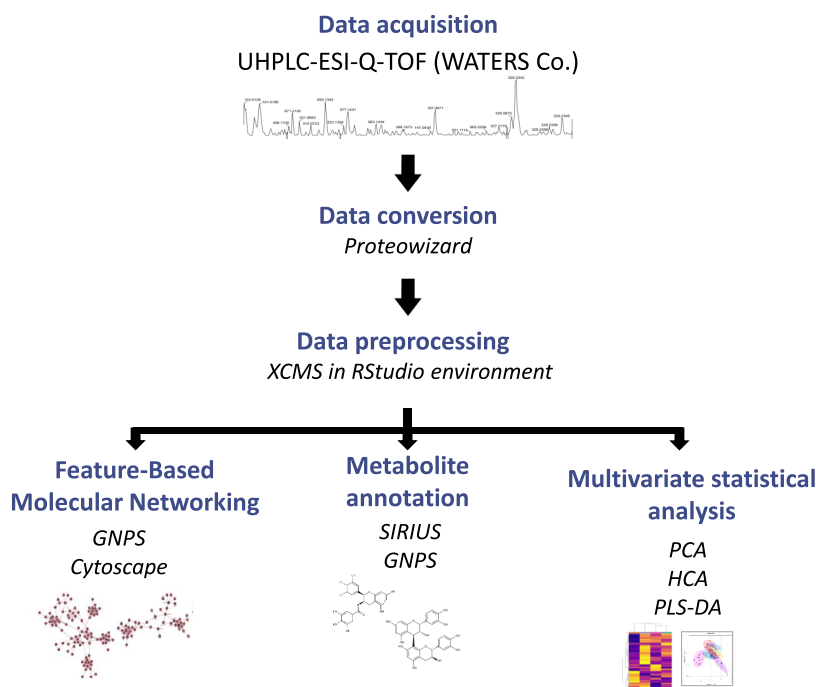 Data acquisition
UHPLC-ESI-Q-TOF (WATERS Co.)
Data conversion
Proteowizard
Data preprocessing
XCMS in RStudio environment
Feature-Based
Molecular Networking
GNPS
Cytoscape
Metabolite
annotation
SIRIUS
GNPS
Multivariate statistical
analysis
PCA
HCA
PLS-DA